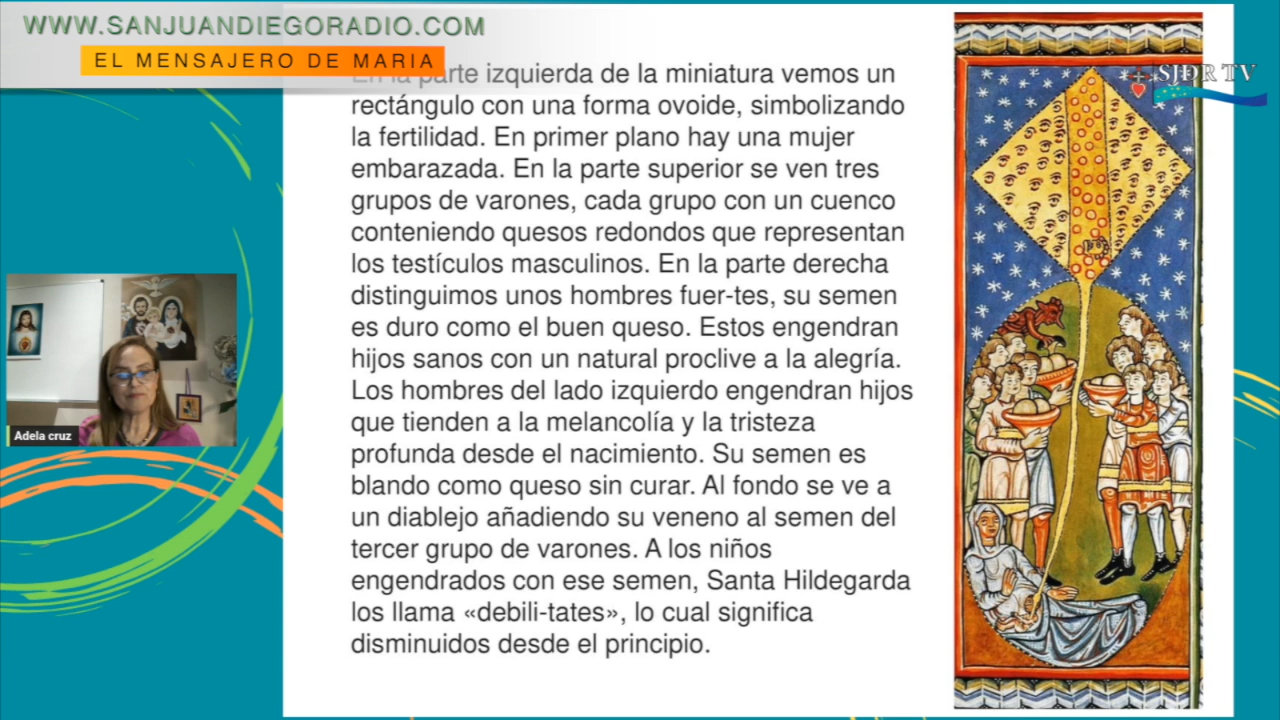 WWW.SANJUANDIEGORADIO.COM
EL MENSAJERO DE MARIA
SJDR TV
En la parte izquierda de la miniatura vemos un
rectángulo con una forma ovoide, simbolizando
la fertilidad. En primer plano hay una mujer
embarazada. En la parte superior se ven tres
grupos de varones, cada grupo con un cuenco
conteniendo quesos redondos que representan
los testículos masculinos. En la parte derecha
distinguimos unos hombres fuer-tes, su semen
es duro como el buen queso. Estos engendran
hijos sanos con un natural proclive a la alegría.
Los hombres del lado izquierdo engendran hijos
que tienden a la melancolía y la tristeza
profunda desde el nacimiento. Su semen es
blando como queso sin curar. Al fondo se ve a
un diablejo añadiendo su veneno al semen del
tercer grupo de varones. A los niños
engendrados con ese semen, Santa Hildegarda
los llama «debili-tates», lo cual significa
disminuidos desde el principio.
Adela cruz